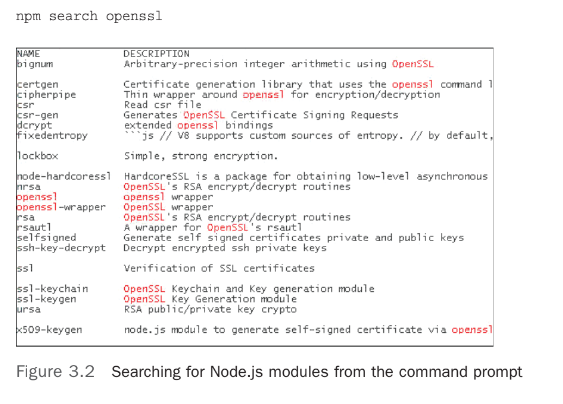 npm search openssl
NAME DESCRIPTION
bignum Arbitrary-precision integer arithmetic using OpenSSL
certgen Certificate generation library that uses the openssl command l
cipherpipe Thin wrapper around openssl for encryption/decryption
csr Read csr file
csr-gen Generates OpenSSL Certificate Signing Requests
dcrypt extended openssl bindings
fixedentropy ```js // V8 supports custom sources of entropy. // by default,
lockbox Simple, strong encryption.
node-hardcoressl HardcoreSSL is a package for obtaining low-level asynchronous
nrsa OpenSSL's RSA encrypt/decrypt routines
openssl openssl wrapper
openssl-wrapper OpenSSL wrapper
rsa OpenSSL's RSA encrypt/decrypt routines
rsautl A wrapper for OpenSSL's rsautl
selfsigned Generate self signed certificates private and public keys
ssh-key-decrypt Decrypt encrypted ssh private keys
ssl Verification of SSL certificates
ssl-keychain OpenSSL Keychain and Key generation module
ssl-keygen OpenSSL Key Generation module
ursa RSA public/private key crypto
x509-keygen node.js module to generate self-signed certificate via openssl
Figure 3.2 Searching for Node.js modules from the command prompt